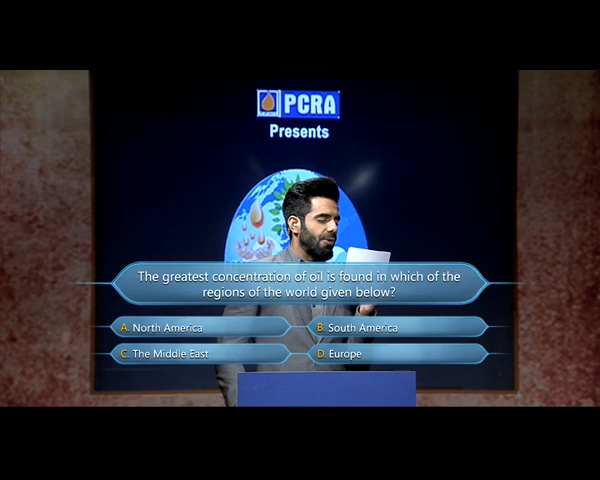 PCRA
Presents
The greatest concentration of oil is found in which of the
regions of the world given below?
A. North America
B. South America
C. The Middle East
D. Europe